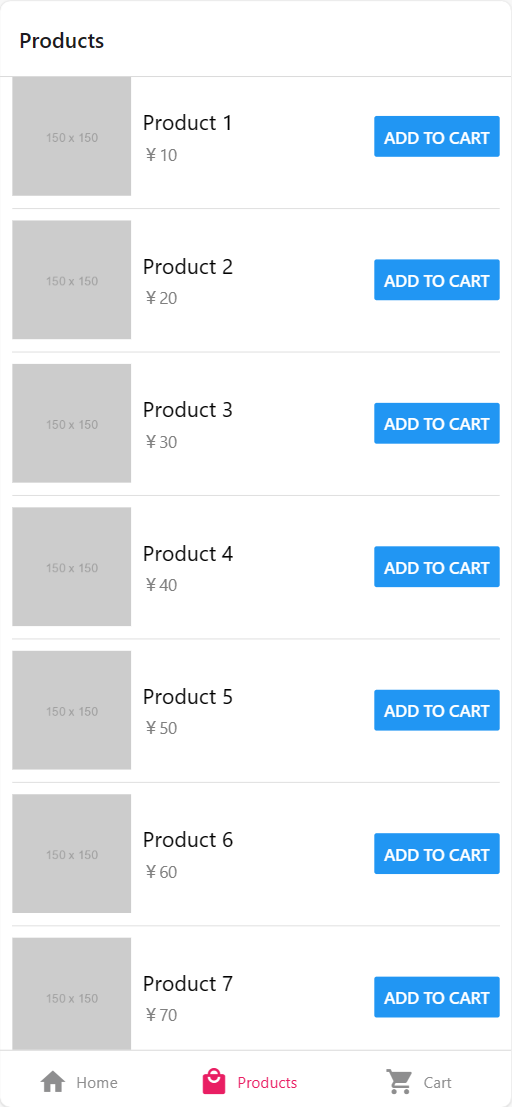 Products
150 x 150
Product 1
¥ 10
ADD TO CART
150 x 150
Product 2
¥ 20
ADD TO CART
150 x 150
Product 3
¥ 30
ADD TO CART
150 x 150
Product 4
¥ 40
ADD TO CART
150 x 150
Product 5
¥ 50
ADD TO CART
150 x 150
Product 6
¥ 60
ADD TO CART
150 x 150
Product 7
¥ 70
ADD TO CART
Home Products Cart